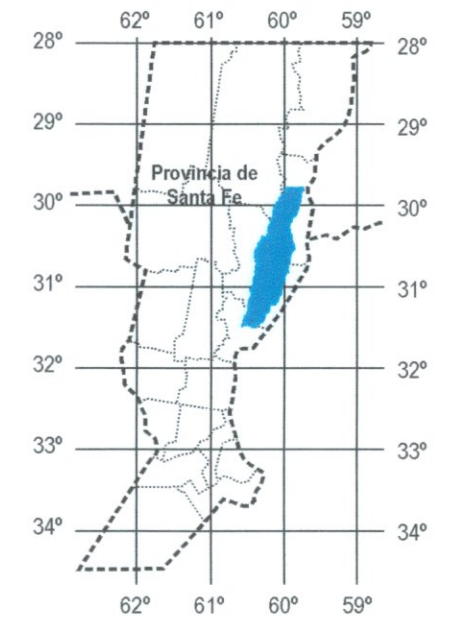 62º 61º 60º 59º
28º 28º
29º 29º
Provincia de
Santa Fe
30º 30º
31º 31º
32º 32º
33º 33º
34º 34º
62º 61º 60º 59º